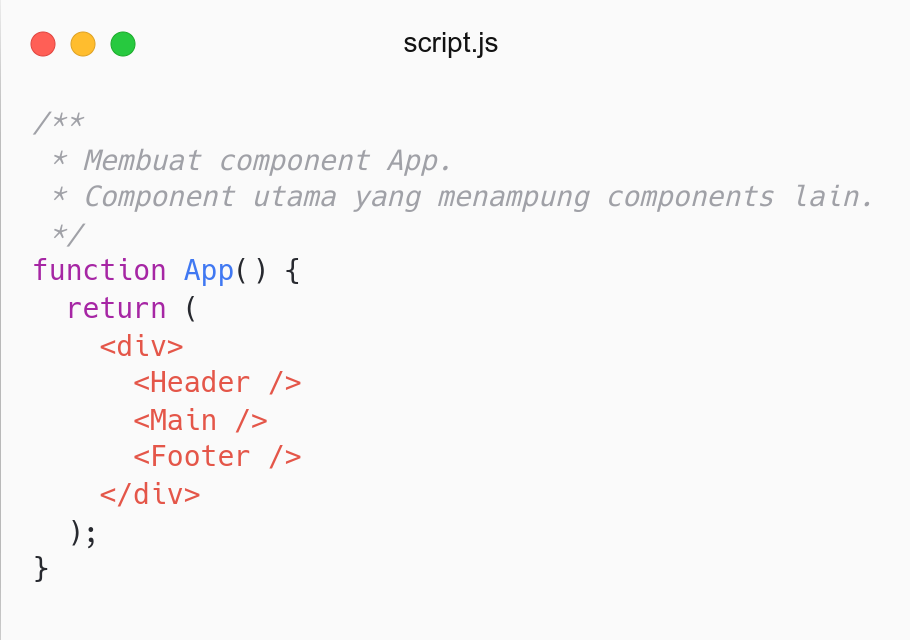 script.js
/**
 * Membuat component App.
 * Component utama yang menampung components lain.
 */
function App() {
  return (
    <div>
      <Header />
      <Main />
      <Footer />
    </div>
  );
}